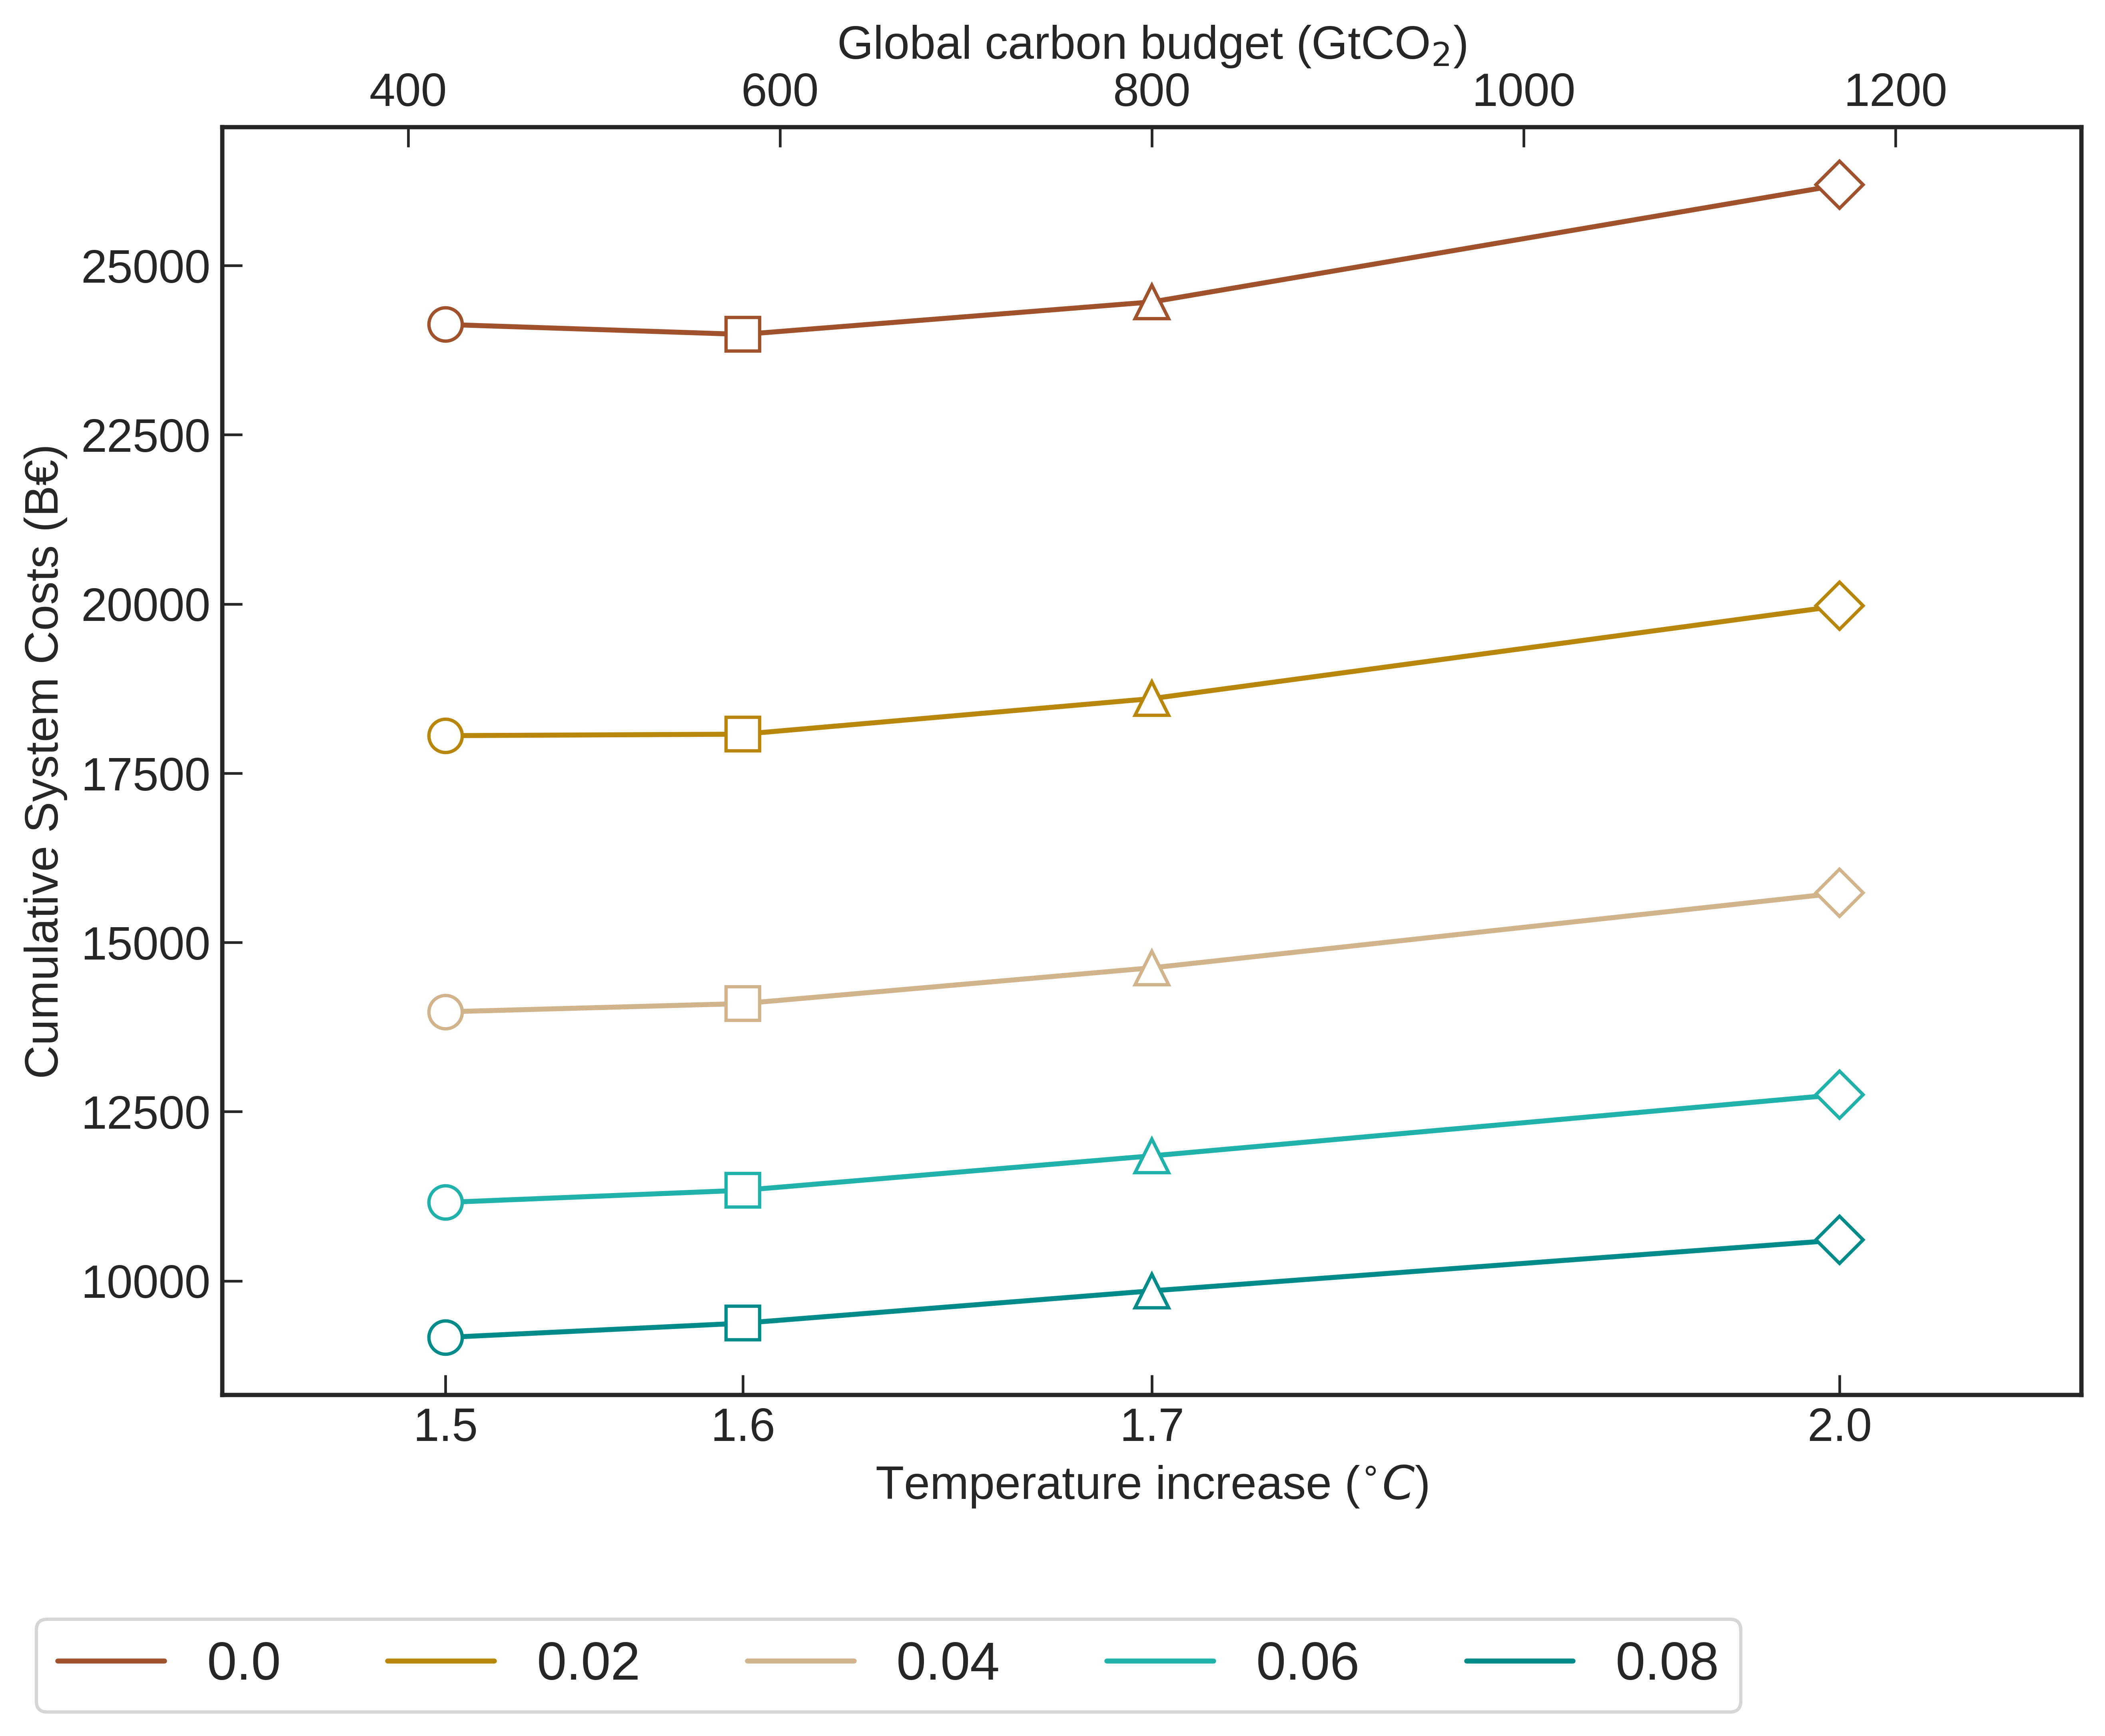 Global carbon budget (GtCO₂)
400 600 800 1000 1200
Cumulative System Costs (B€)
25000
22500
20000
17500
15000
12500
10000
1.5 1.6 1.7 2.0
Temperature increase (°C)
0.0 0.02 0.04 0.06 0.08